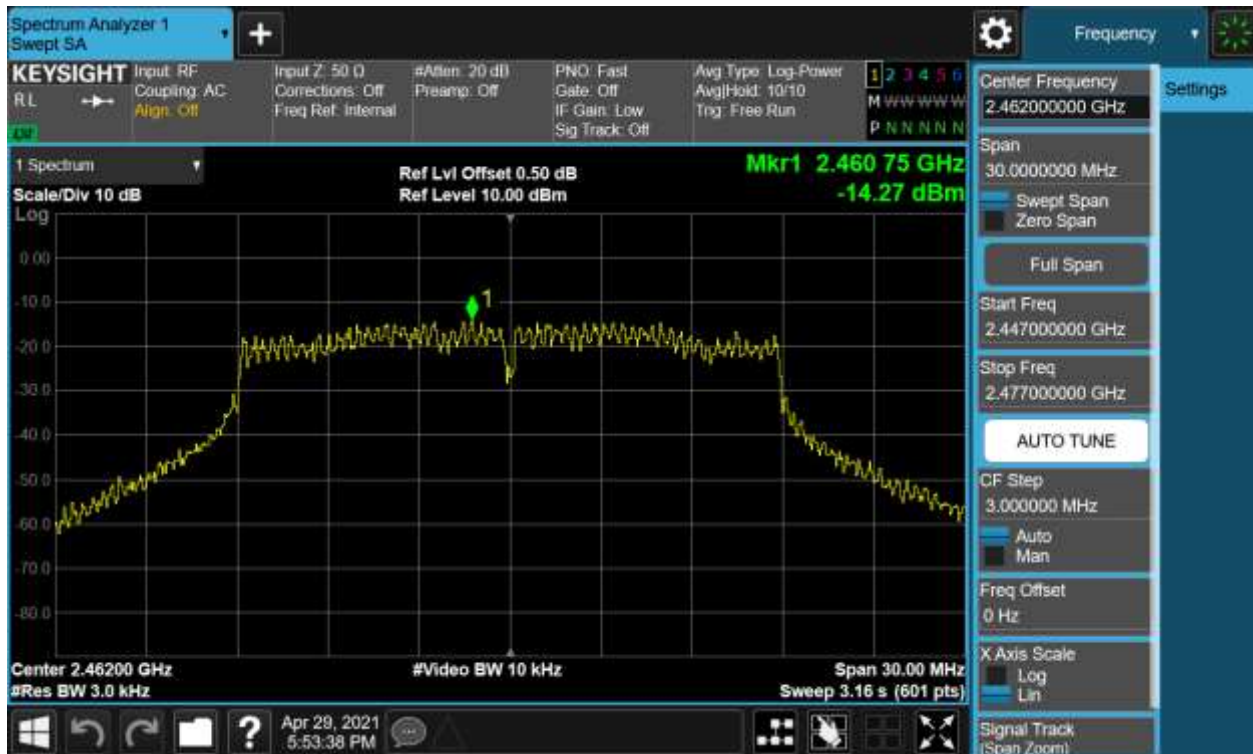 Spectrum Analyzer 1
Swept SA
+
Frequency
KEYSIGHT
RL
Input: RF
Coupling: AC
Align: Off
Input Z: 50 Ω
Corrections: Off
Freq Ref: Internal
#Atten: 20 dB
Preamp: Off
PNO: Fast
Gate: Off
IF Gain: Low
Sig Track: Off
Avg Type: Log-Power
Avg|Hold: 10/10
Trig: Free Run
1 2 3 4 5 6
M W W W W W
P N N N N N
1 Spectrum
Scale/Div 10 dB
Ref Lvl Offset 0.50 dB
Ref Level 10.00 dBm
Mkr1 2.460 75 GHz
-14.27 dBm
Log
0.00
-10.0
-20.0
-30.0
-40.0
-50.0
-60.0
-70.0
-80.0
1
Center 2.46200 GHz
#Res BW 3.0 kHz
#Video BW 10 kHz
Span 30.00 MHz
Sweep 3.16 s (601 pts)
Center Frequency
2.462000000 GHz
Settings
Span
30.0000000 MHz
Swept Span
Zero Span
Full Span
Start Freq
2.447000000 GHz
Stop Freq
2.477000000 GHz
AUTO TUNE
CF Step
3.000000 MHz
Auto
Man
Freq Offset
0 Hz
X Axis Scale
Log
Lin
Signal Track
(Span Zoom)
?
Apr 29, 2021
5:53:38 PM